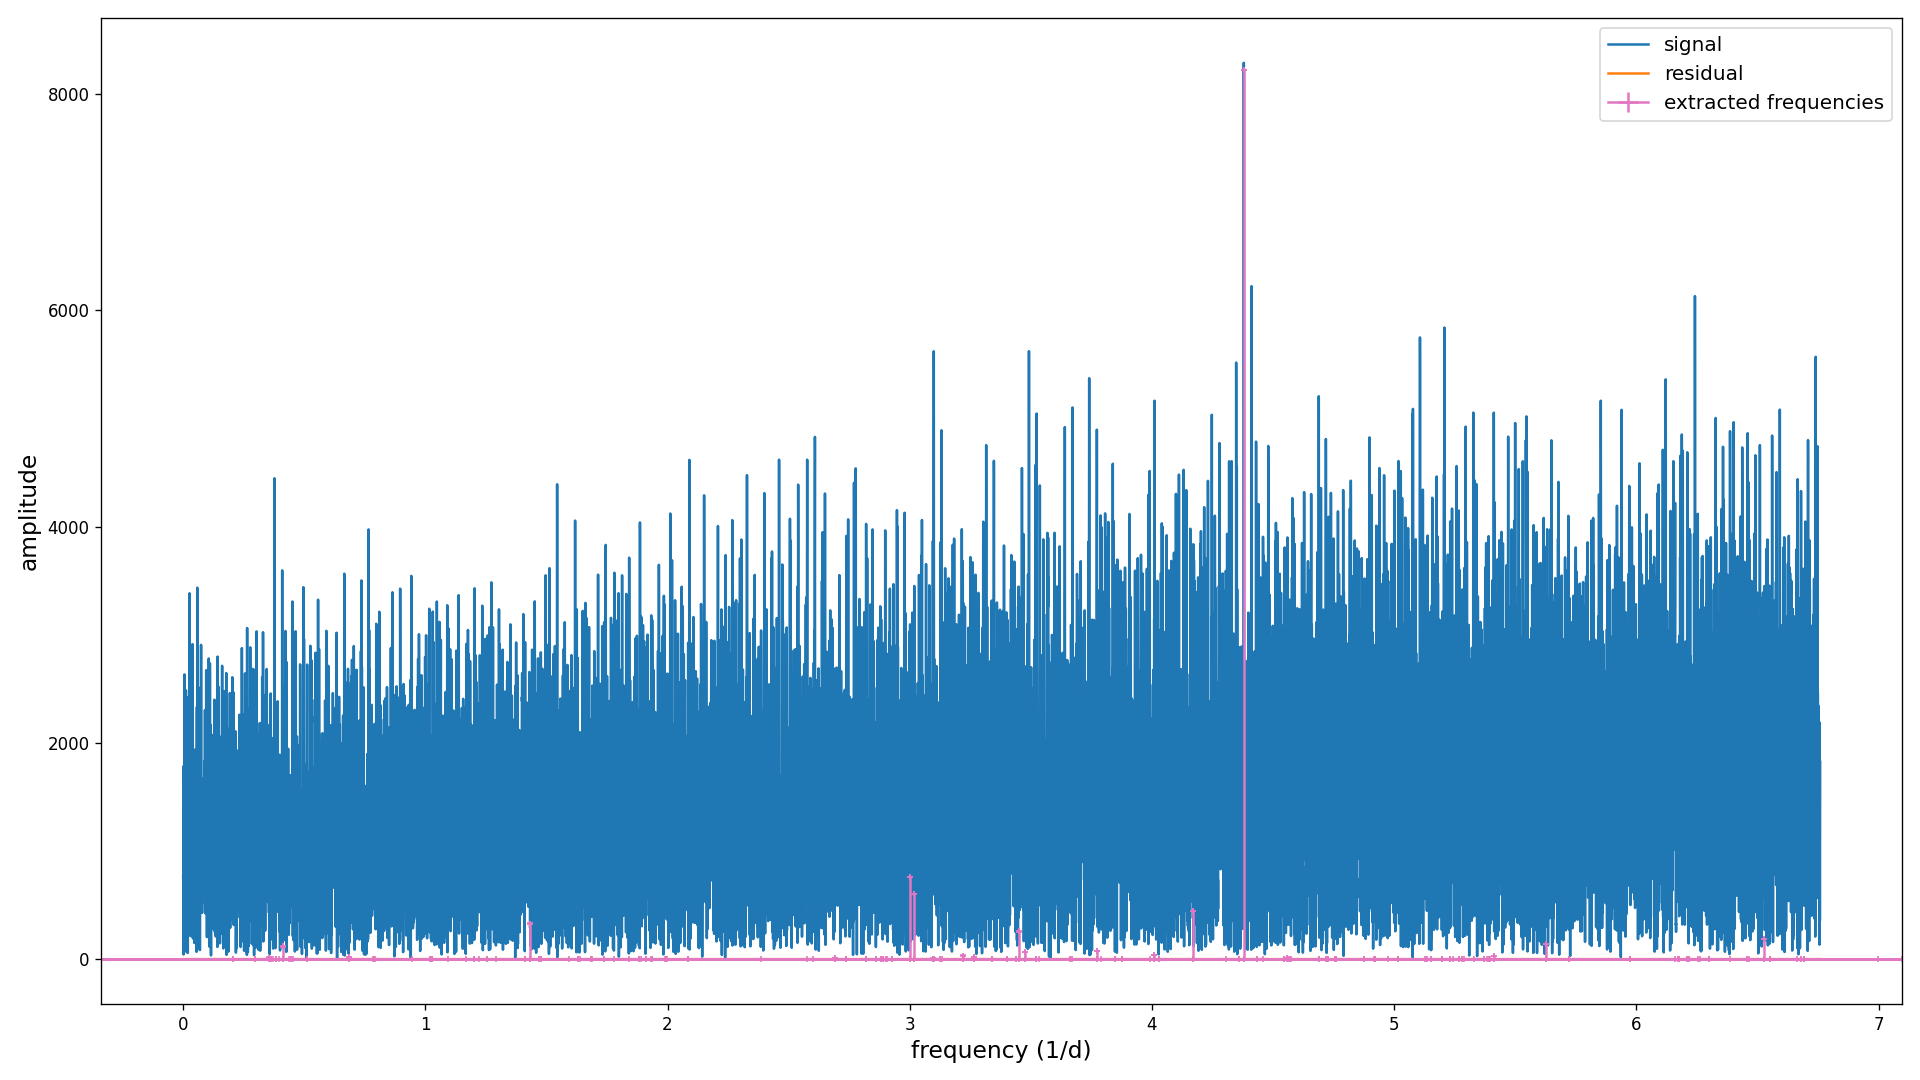 signal
residual
extracted frequencies
8000
6000
4000
2000
0
amplitude
0 1 2 3 4 5 6 7
frequency (1/d)